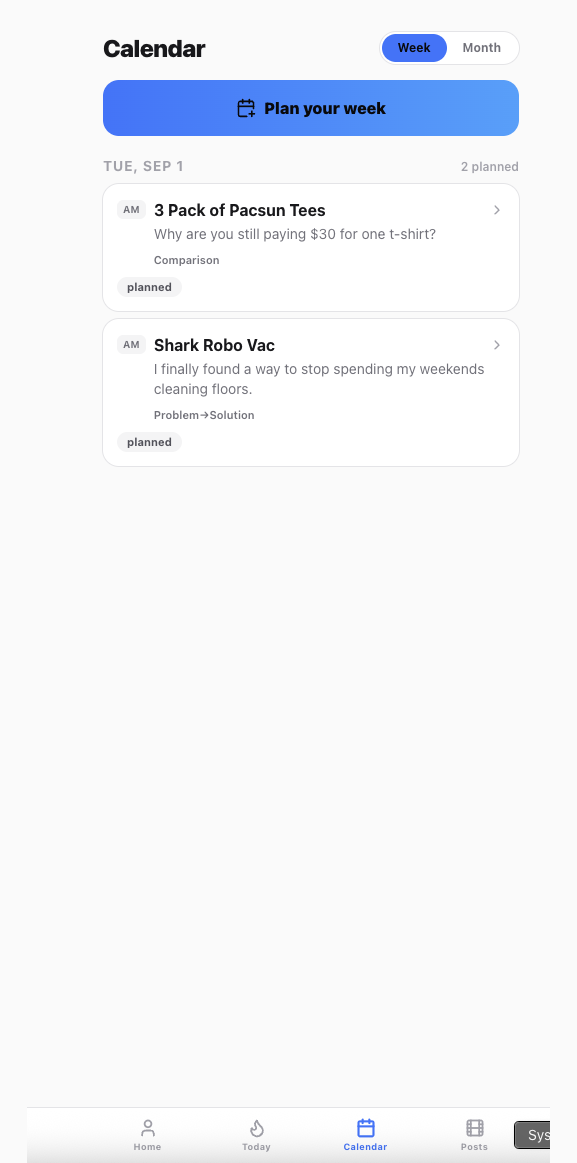 Calendar
Week
Month
Plan your week
TUE, SEP 1
2 planned
AM
3 Pack of Pacsun Tees
Why are you still paying $30 for one t-shirt?
Comparison
planned
AM
Shark Robo Vac
I finally found a way to stop spending my weekends
cleaning floors.
Problem→Solution
planned
Home
Today
Calendar
Posts
Sys